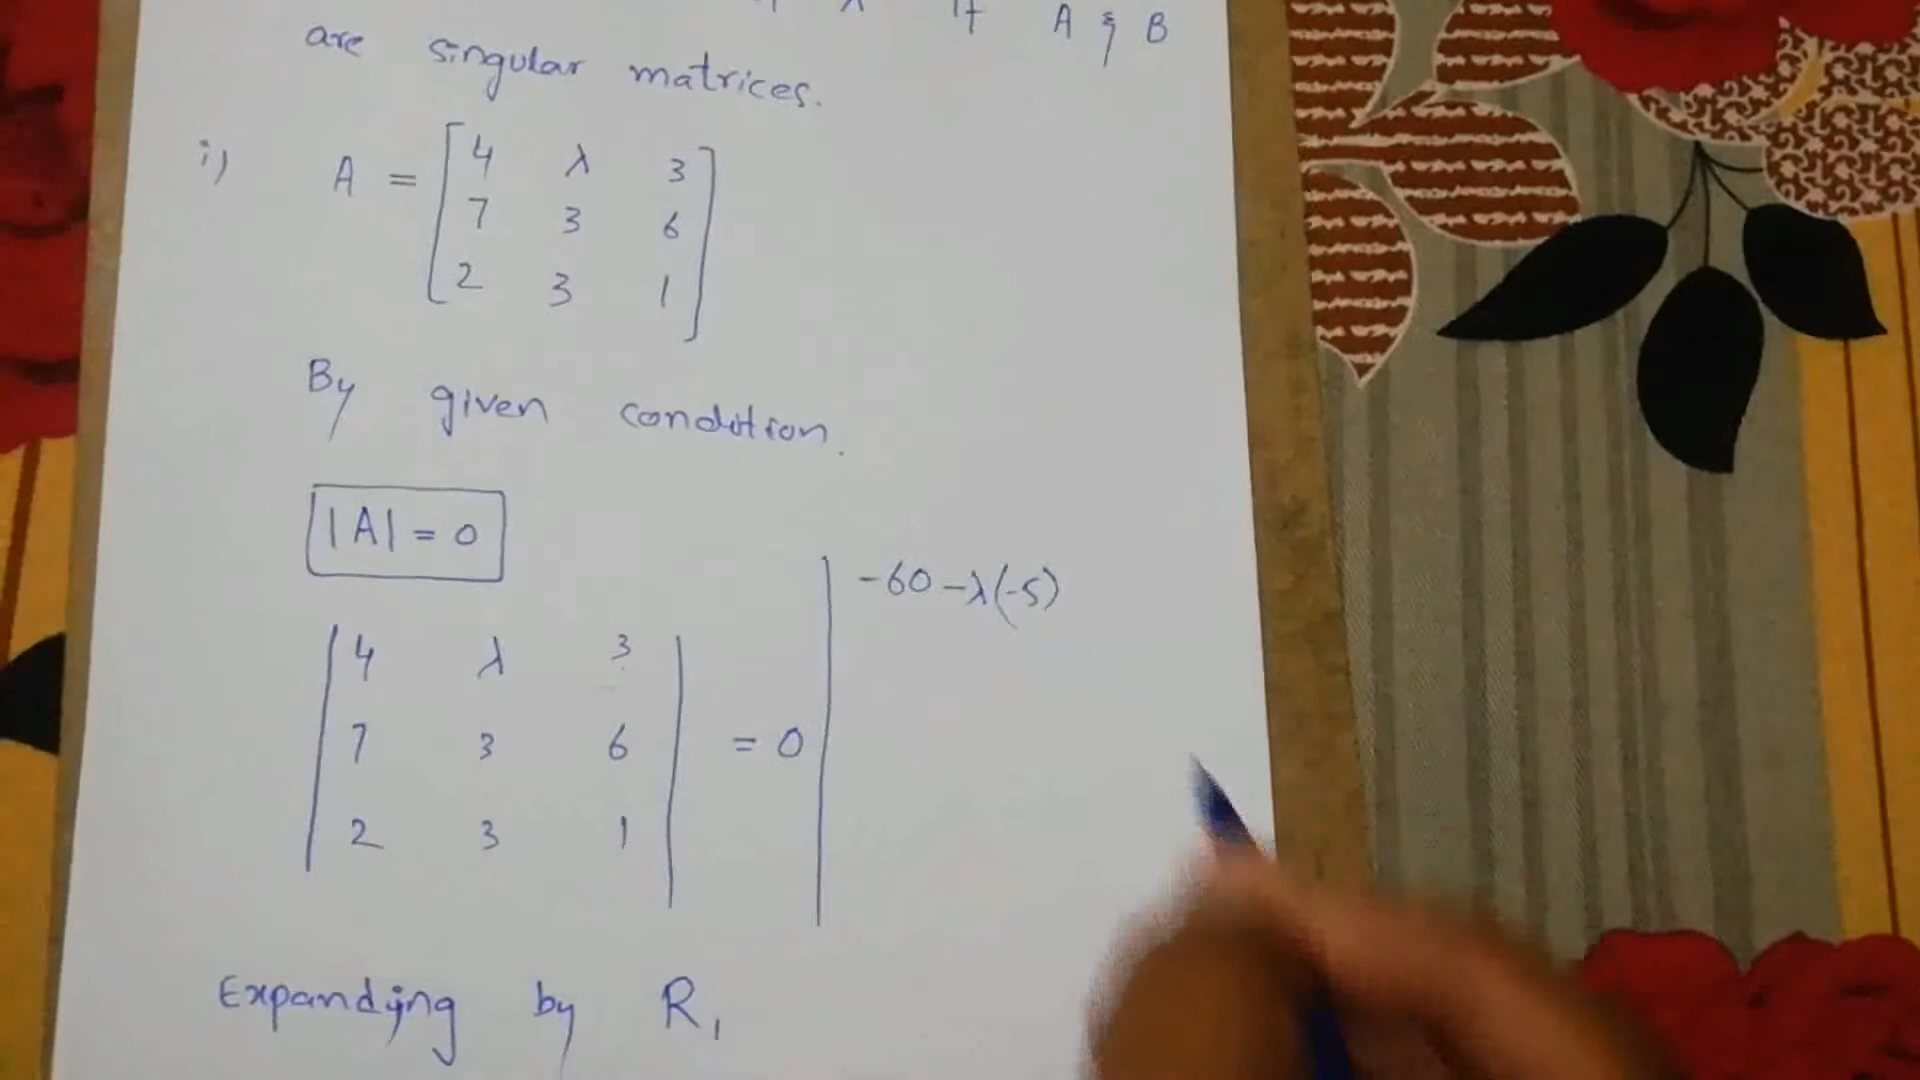 λ If A & B
are singular matrices.
i) A = [4 λ 3
7 3 6
2 3 1]
By given condition.
|A| = 0
-60 -λ(-5)
|4 λ 3
7 3 6 = 0
2 3 1|
Expanding by R₁